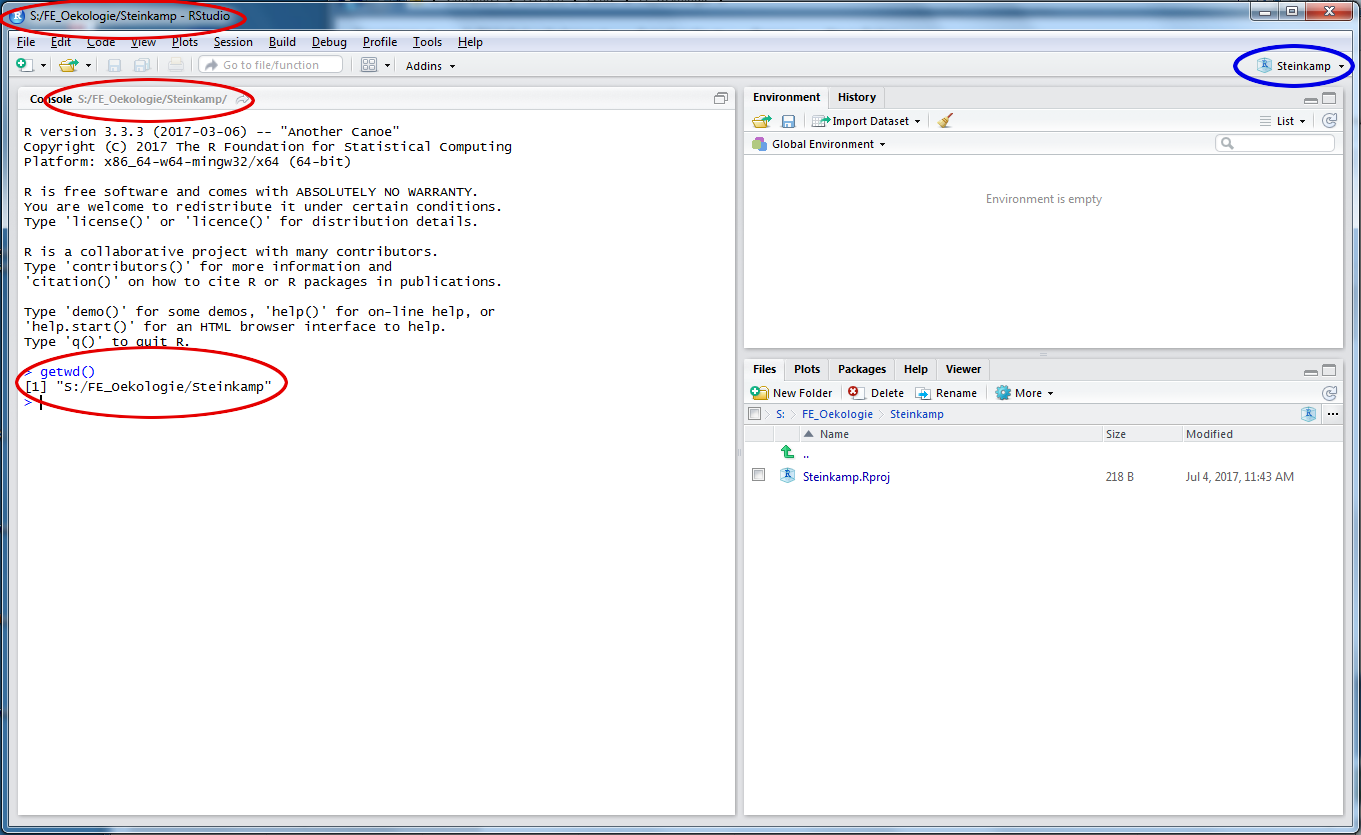 S:/FE_Oekologie/Steinkamp - RStudio
File Edit Code View Plots Session Build Debug Profile Tools Help
Go to file/function Addins Steinkamp
Console S:/FE_Oekologie/Steinkamp/
R version 3.3.3 (2017-03-06) -- "Another Canoe"
Copyright (C) 2017 The R Foundation for Statistical Computing
Platform: x86_64-w64-mingw32/x64 (64-bit)
R is free software and comes with ABSOLUTELY NO WARRANTY.
You are welcome to redistribute it under certain conditions.
Type 'license()' or 'licence()' for distribution details.
R is a collaborative project with many contributors.
Type 'contributors()' for more information and
'citation()' on how to cite R or R packages in publications.
Type 'demo()' for some demos, 'help()' for on-line help, or
'help.start()' for an HTML browser interface to help.
Type 'q()' to quit R.
> getwd()
[1] "S:/FE_Oekologie/Steinkamp"
>
Environment History
Import Dataset List
Global Environment
Environment is empty
Files Plots Packages Help Viewer
New Folder Delete Rename More
S: FE_Oekologie Steinkamp ...
Name Size Modified
..
Steinkamp.Rproj 218 B Jul 4, 2017, 11:43 AM